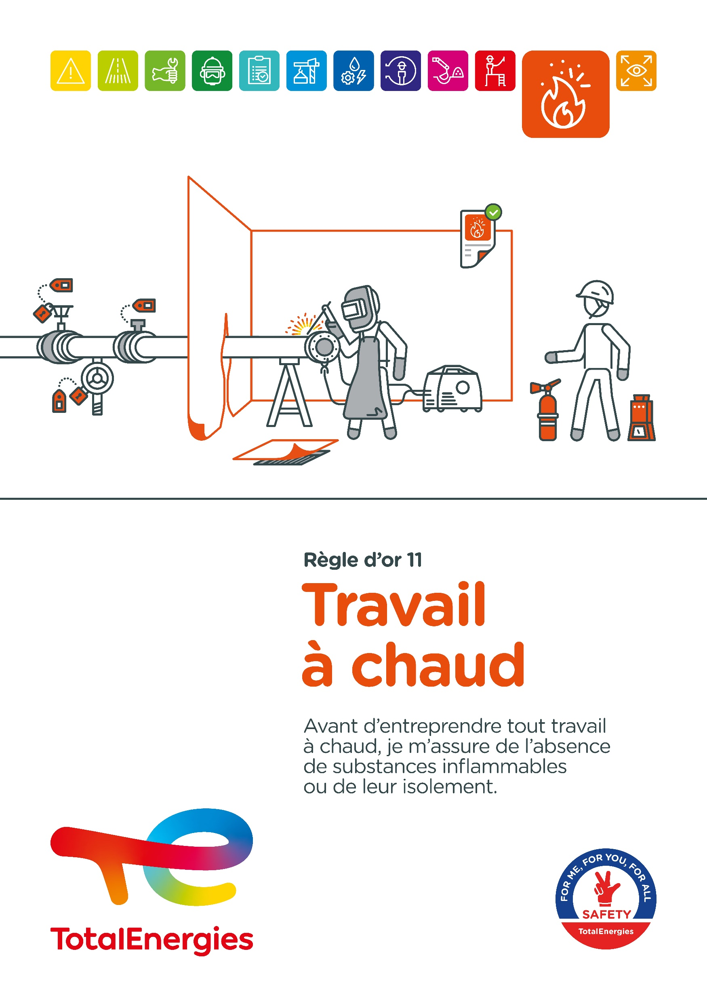 Règle d’or 11
Travail
à chaud
Avant d’entreprendre tout travail
à chaud, je m’assure de l’absence
de substances inflammables
ou de leur isolement.
TotalEnergies
FOR ME, FOR YOU, FOR ALL
SAFETY
TotalEnergies